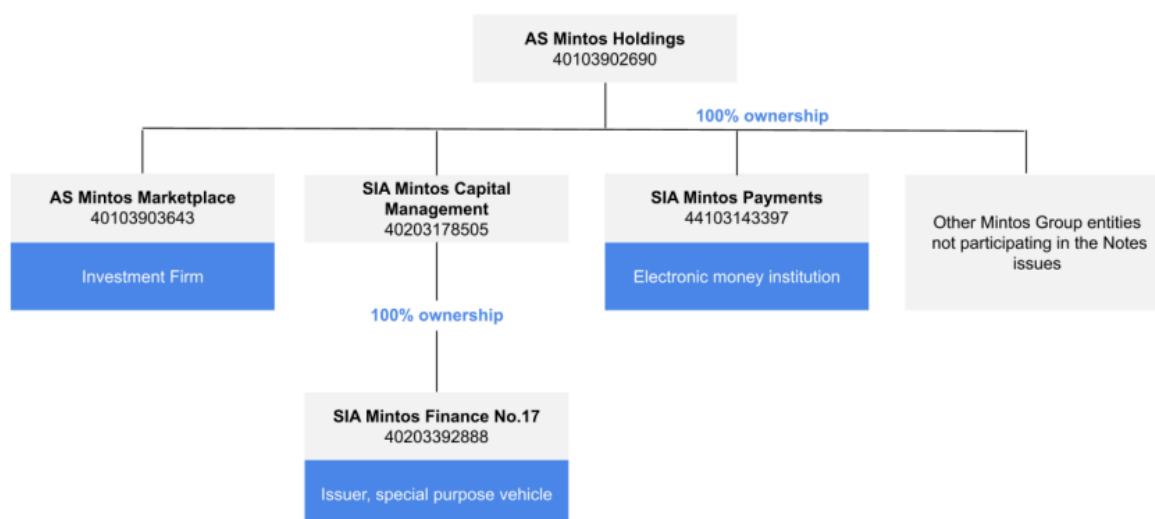 AS Mintos Holdings
40103902690
100% ownership
AS Mintos Marketplace
40103903643
Investment Firm
SIA Mintos Capital
Management
40203178505
SIA Mintos Payments
44103143397
Electronic money institution
Other Mintos Group entities
not participating in the Notes
issues
100% ownership
SIA Mintos Finance No.17
40203392888
Issuer, special purpose vehicle